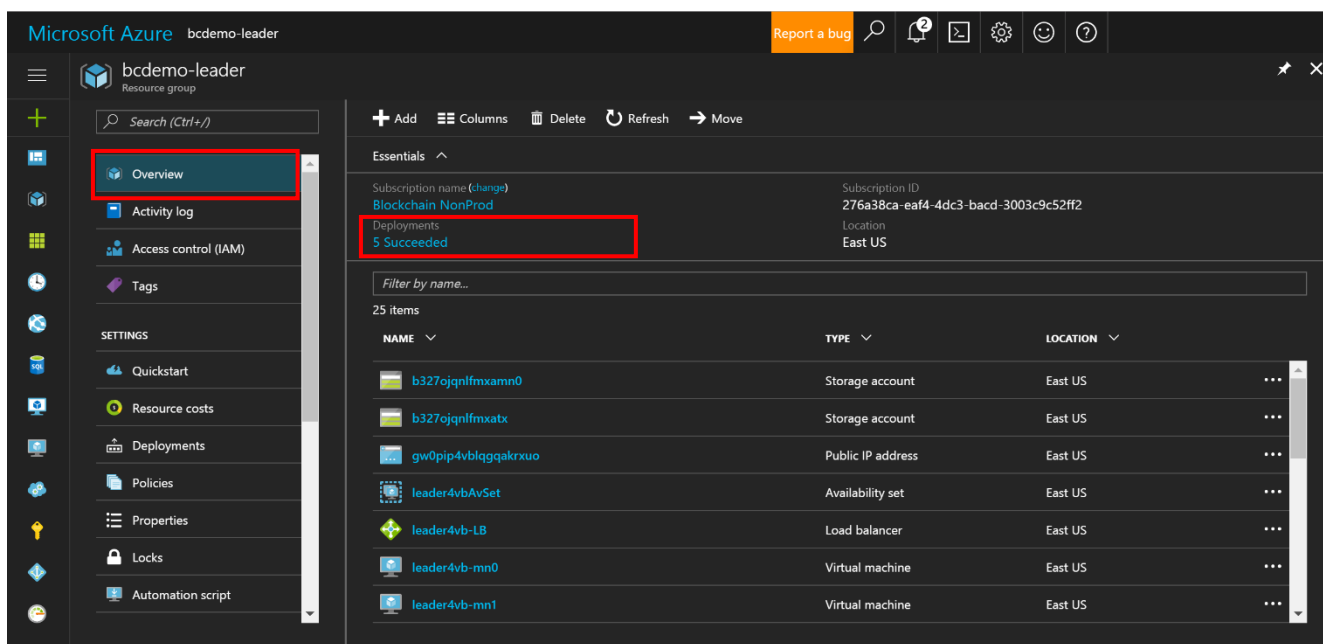 Microsoft Azure bcdemo-leader
Report a bug
2
bcdemo-leader
Resource group
Search (Ctrl+/)
Overview
Activity log
Access control (IAM)
Tags
SETTINGS
Quickstart
Resource costs
Deployments
Policies
Properties
Locks
Automation script
SQL
Add Columns Delete Refresh Move
Essentials
Subscription name (change)
Blockchain NonProd
Deployments
5 Succeeded
Subscription ID
276a38ca-eaf4-4dc3-bacd-3003c9c52ff2
Location
East US
Filter by name...
25 items
NAME TYPE LOCATION
b327ojqnlfmxamn0 Storage account East US
b327ojqnlfmxatx Storage account East US
gw0pip4vblqgqakrxuo Public IP address East US
leader4vbAvSet Availability set East US
leader4vb-LB Load balancer East US
leader4vb-mn0 Virtual machine East US
leader4vb-mn1 Virtual machine East US